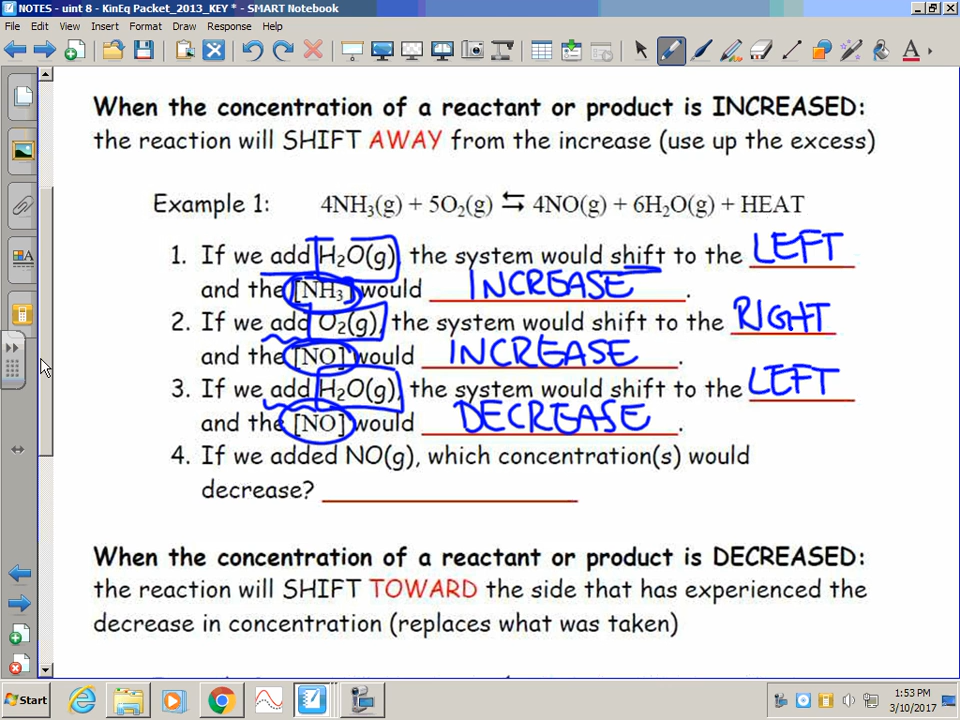 NOTES - uint 8 - KinEq Packet_2013_KEY * - SMART Notebook
File Edit View Insert Format Draw Response Help
When the concentration of a reactant or product is INCREASED:
the reaction will SHIFT AWAY from the increase (use up the excess)
Example 1: 4NH₃(g) + 5O₂(g) ⇆ 4NO(g) + 6H₂O(g) + HEAT
1. If we add H₂O(g), the system would shift to the LEFT
and the [NH₃] would INCREASE.
2. If we add O₂(g), the system would shift to the RIGHT
and the [NO] would INCREASE.
3. If we add H₂O(g), the system would shift to the LEFT
and the [NO] would DECREASE.
4. If we added NO(g), which concentration(s) would
decrease?
When the concentration of a reactant or product is DECREASED:
the reaction will SHIFT TOWARD the side that has experienced the
decrease in concentration (replaces what was taken)
Start
1:53 PM
3/10/2017